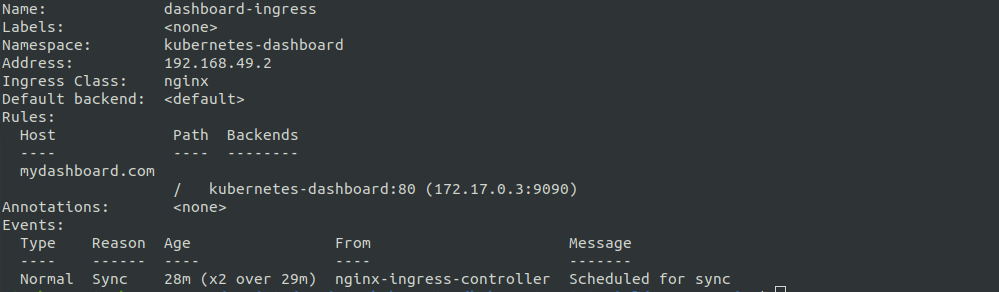 Name:             dashboard-ingress
Labels:           <none>
Namespace:        kubernetes-dashboard
Address:          192.168.49.2
Ingress Class:    nginx
Default backend:  <default>
Rules:
  Host             Path  Backends
  ----             ----  --------
  mydashboard.com
                   /   kubernetes-dashboard:80 (172.17.0.3:9090)
Annotations:       <none>
Events:
  Type    Reason  Age                From                      Message
  ----    ------  ----               ----                      -------
  Normal  Sync    28m (x2 over 29m)  nginx-ingress-controller  Scheduled for sync